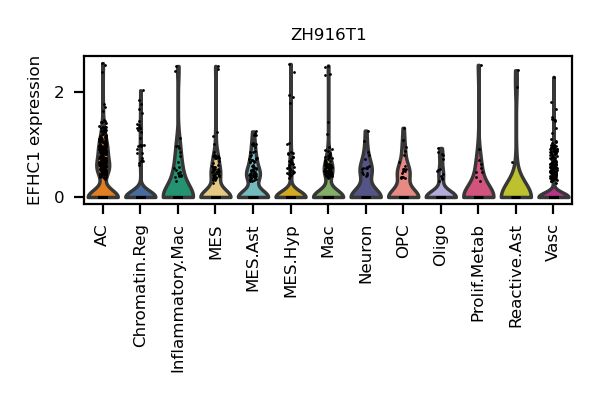 ZH916T1
EFHC1 expression
2
0
AC
Chromatin.Reg
Inflammatory.Mac
MES
MES.Ast
MES.Hyp
Mac
Neuron
OPC
Oligo
Prolif.Metab
Reactive.Ast
Vasc